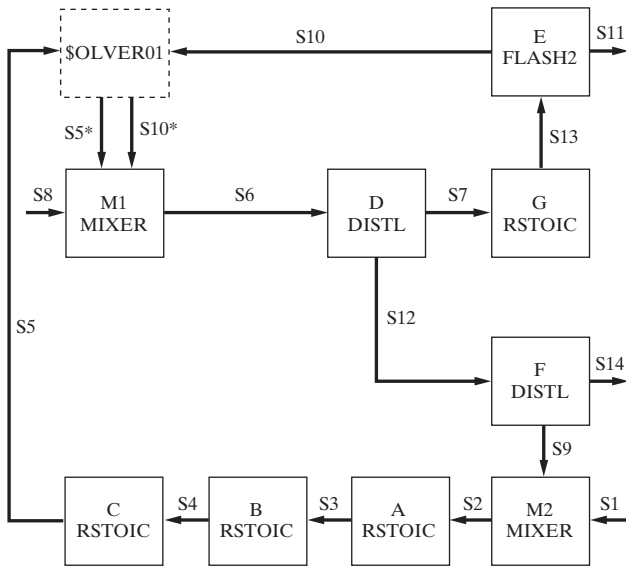 S10
E
S11
$OLVER01
FLASH2
S5*
S10*
S13
S8
M1
S6
D
S7
G
MIXER
DISTL
RSTOIC
S5
S12
F
S14
DISTL
S9
C
S4
B
S3
A
S2
M2
S1
RSTOIC
RSTOIC
RSTOIC
MIXER